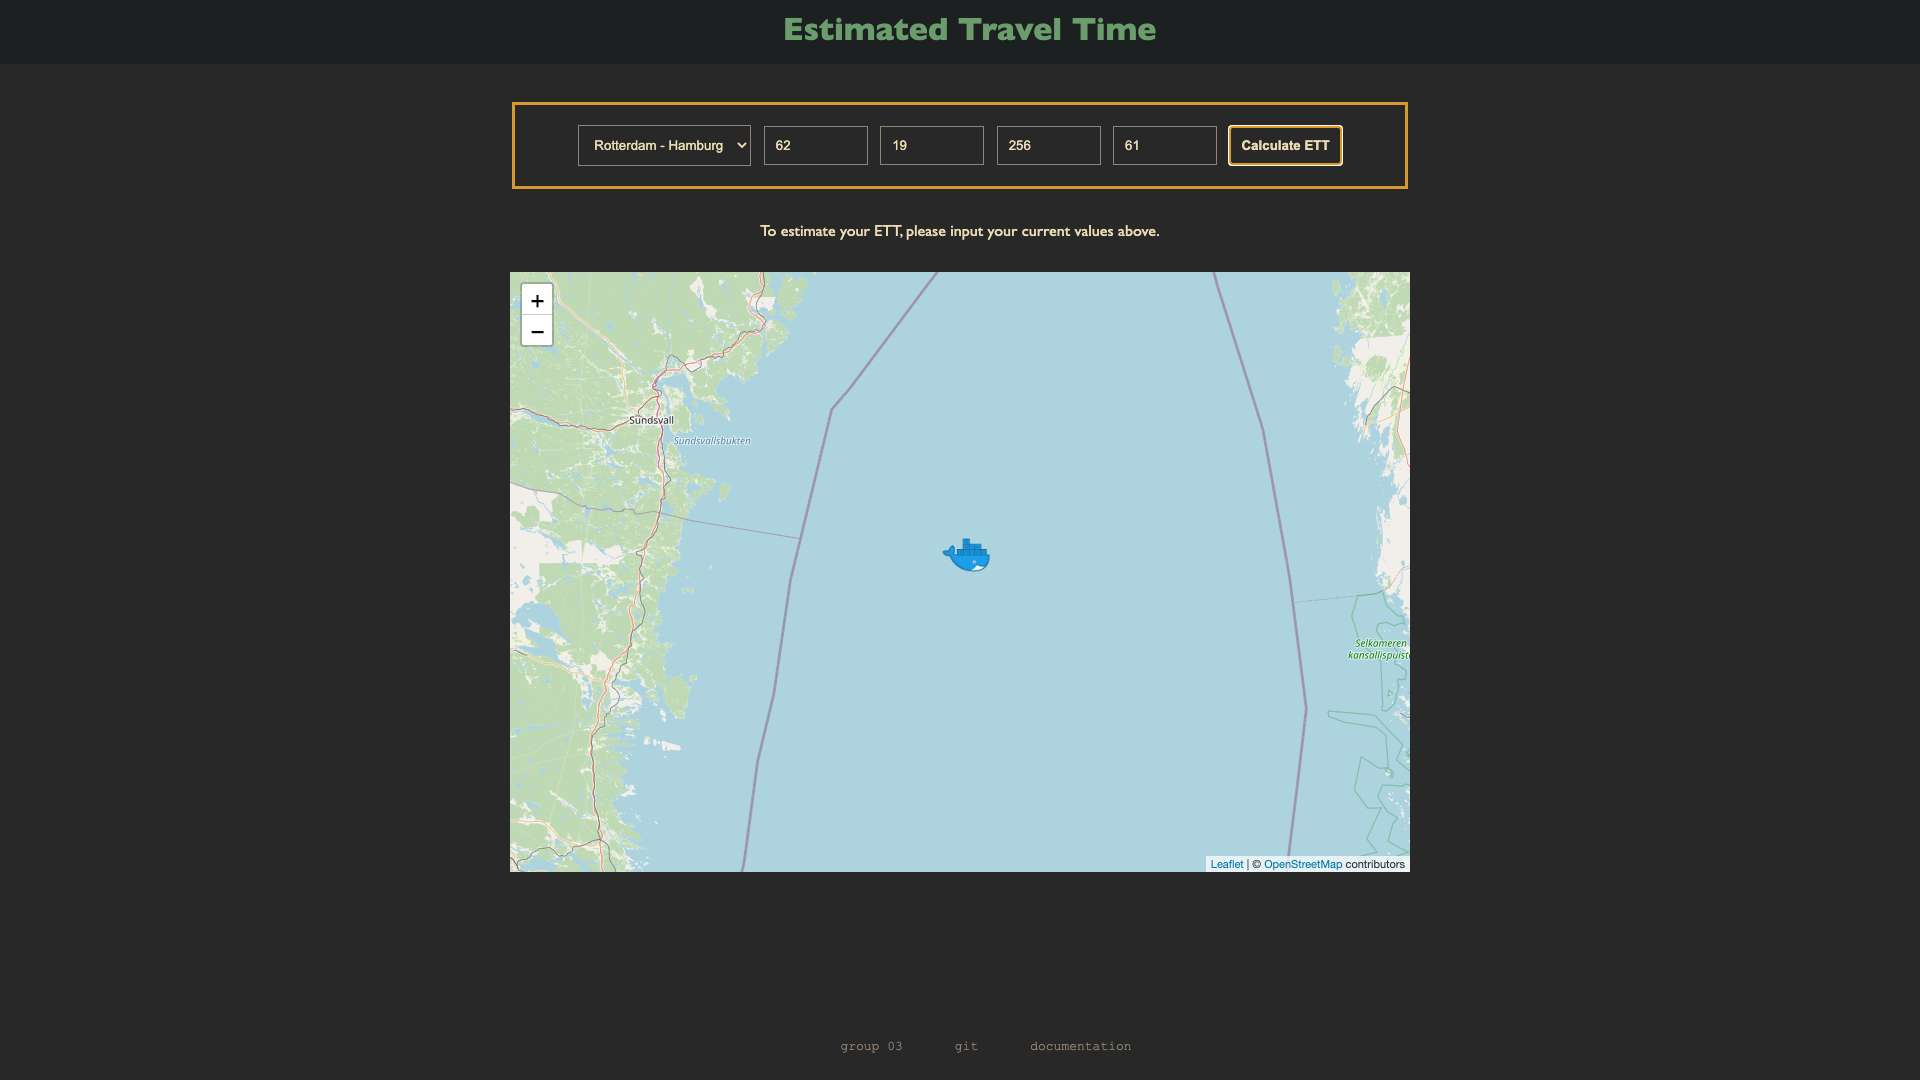 Estimated Travel Time
Rotterdam - Hamburg 62 19 256 61 Calculate ETT
To estimate your ETT, please input your current values above.
+
−
Sundsvall
Sundsvallsbukten
Selkämeren
kansallispuisto
Leaflet | © OpenStreetMap contributors
group 03 git documentation